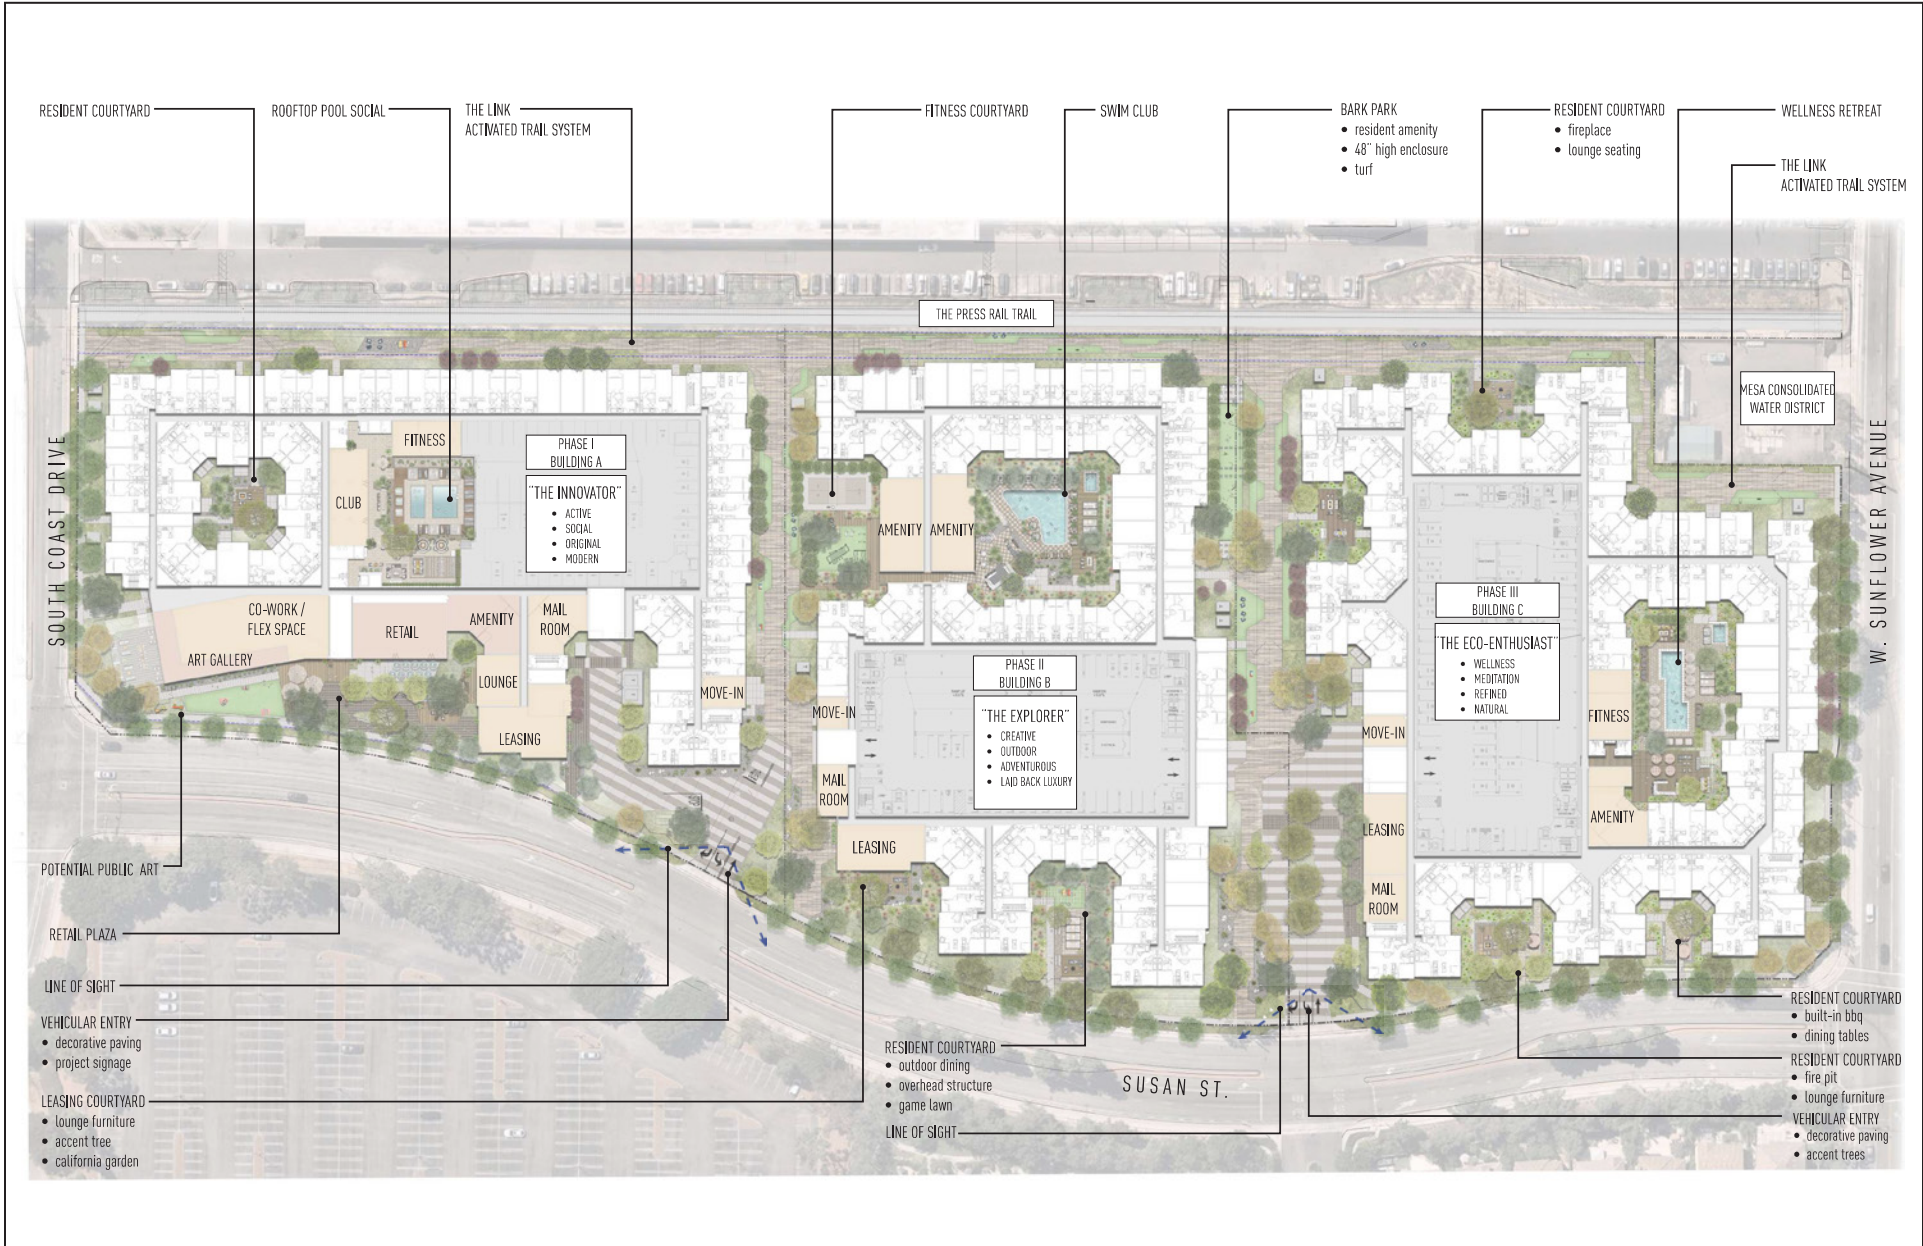 RESIDENT COURTYARD
ROOFTOP POOL SOCIAL
THE LINK
ACTIVATED TRAIL SYSTEM
FITNESS COURTYARD
SWIM CLUB
BARK PARK
• resident amenity
• 48" high enclosure
• turf
RESIDENT COURTYARD
• fireplace
• lounge seating
WELLNESS RETREAT
THE LINK
ACTIVATED TRAIL SYSTEM
THE PRESS RAIL TRAIL
MESA CONSOLIDATED
WATER DISTRICT
SOUTH COAST DRIVE
W. SUNFLOWER AVENUE
FITNESS
CLUB
PHASE I
BUILDING A
"THE INNOVATOR"
• ACTIVE
• SOCIAL
• ORIGINAL
• MODERN
CO-WORK /
FLEX SPACE
ART GALLERY
RETAIL
AMENITY
MAIL
ROOM
LOUNGE
LEASING
MOVE-IN
AMENITY
AMENITY
PHASE II
BUILDING B
"THE EXPLORER"
• CREATIVE
• OUTDOOR
• ADVENTUROUS
• LAID BACK LUXURY
MOVE-IN
MAIL
ROOM
LEASING
PHASE III
BUILDING C
"THE ECO-ENTHUSIAST"
• WELLNESS
• MEDITATION
• REFINED
• NATURAL
FITNESS
AMENITY
MOVE-IN
LEASING
MAIL
ROOM
POTENTIAL PUBLIC ART
RETAIL PLAZA
LINE OF SIGHT
VEHICULAR ENTRY
• decorative paving
• project signage
LEASING COURTYARD
• lounge furniture
• accent tree
• california garden
RESIDENT COURTYARD
• outdoor dining
• overhead structure
• game lawn
LINE OF SIGHT
SUSAN ST.
RESIDENT COURTYARD
• built-in bbq
• dining tables
RESIDENT COURTYARD
• fire pit
• lounge furniture
VEHICULAR ENTRY
• decorative paving
• accent trees